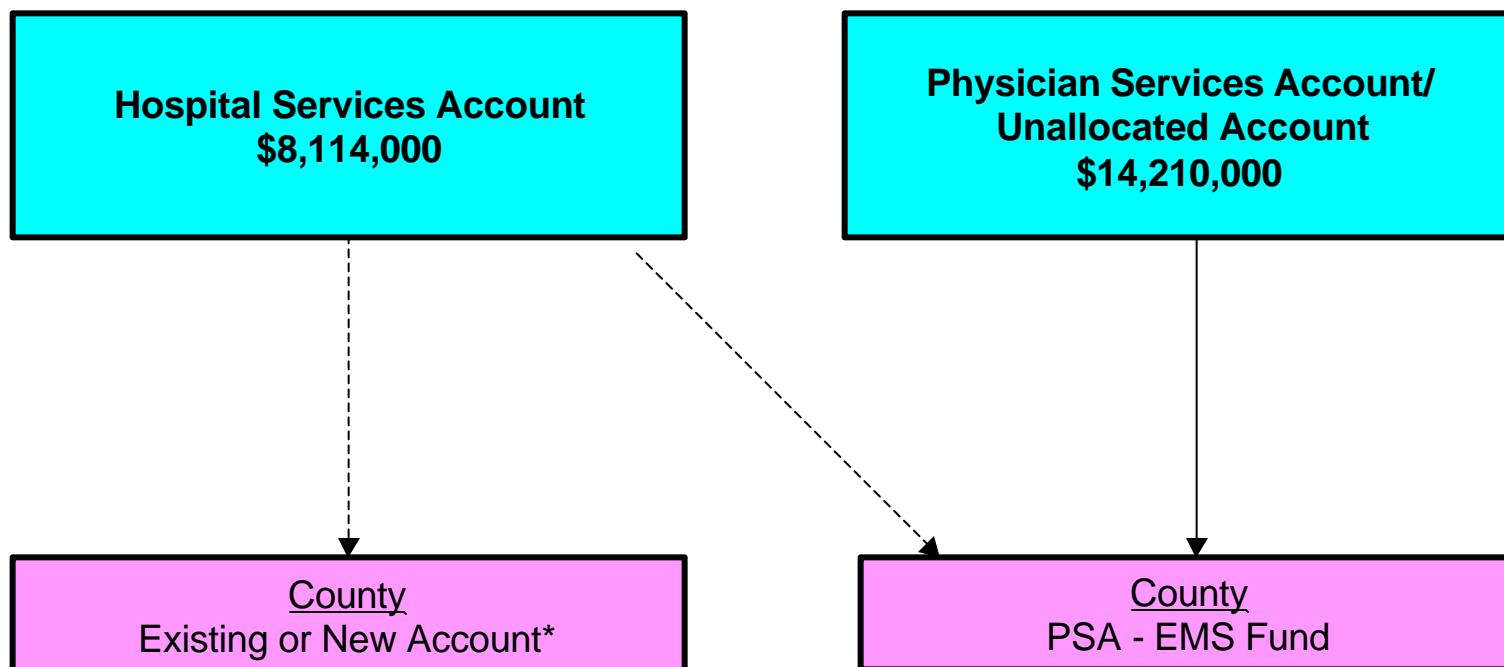 Hospital Services Account
$8,114,000
Physician Services Account/
Unallocated Account
$14,210,000
County
Existing or New Account*
County
PSA - EMS Fund